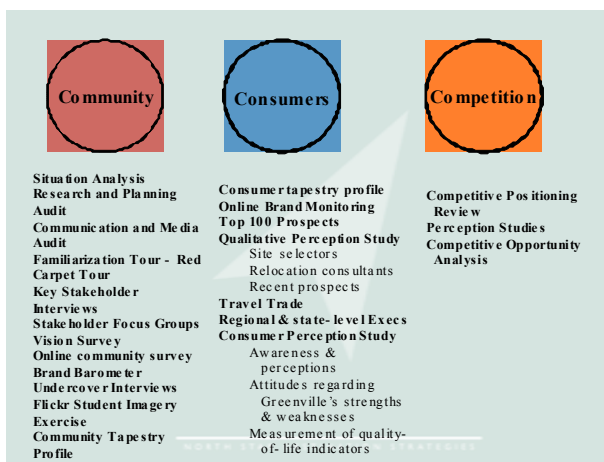 Community
Situation Analysis
Research and Planning
Audit
Communication and Media
Audit
Familiarization Tour - Red
Carpet Tour
Key Stakeholder
Interviews
Stakeholder Focus Groups
Vision Survey
Online community survey
Brand Barometer
Undercover Interviews
Flickr Student Imagery
Exercise
Community Tapestry
Profile
Consumers
Consumer tapestry profile
Online Brand Monitoring
Top 100 Prospects
Qualitative Perception Study
Site selectors
Relocation consultants
Recent prospects
Travel Trade
Regional & state-level Execs
Consumer Perception Study
Awareness &
perceptions
Attitudes regarding
Greenville's strengths
& weaknesses
Measurement of quality-
of-life indicators
Competition
Competitive Positioning
Review
Perception Studies
Competitive Opportunity
Analysis
NORTH STRATEGIES